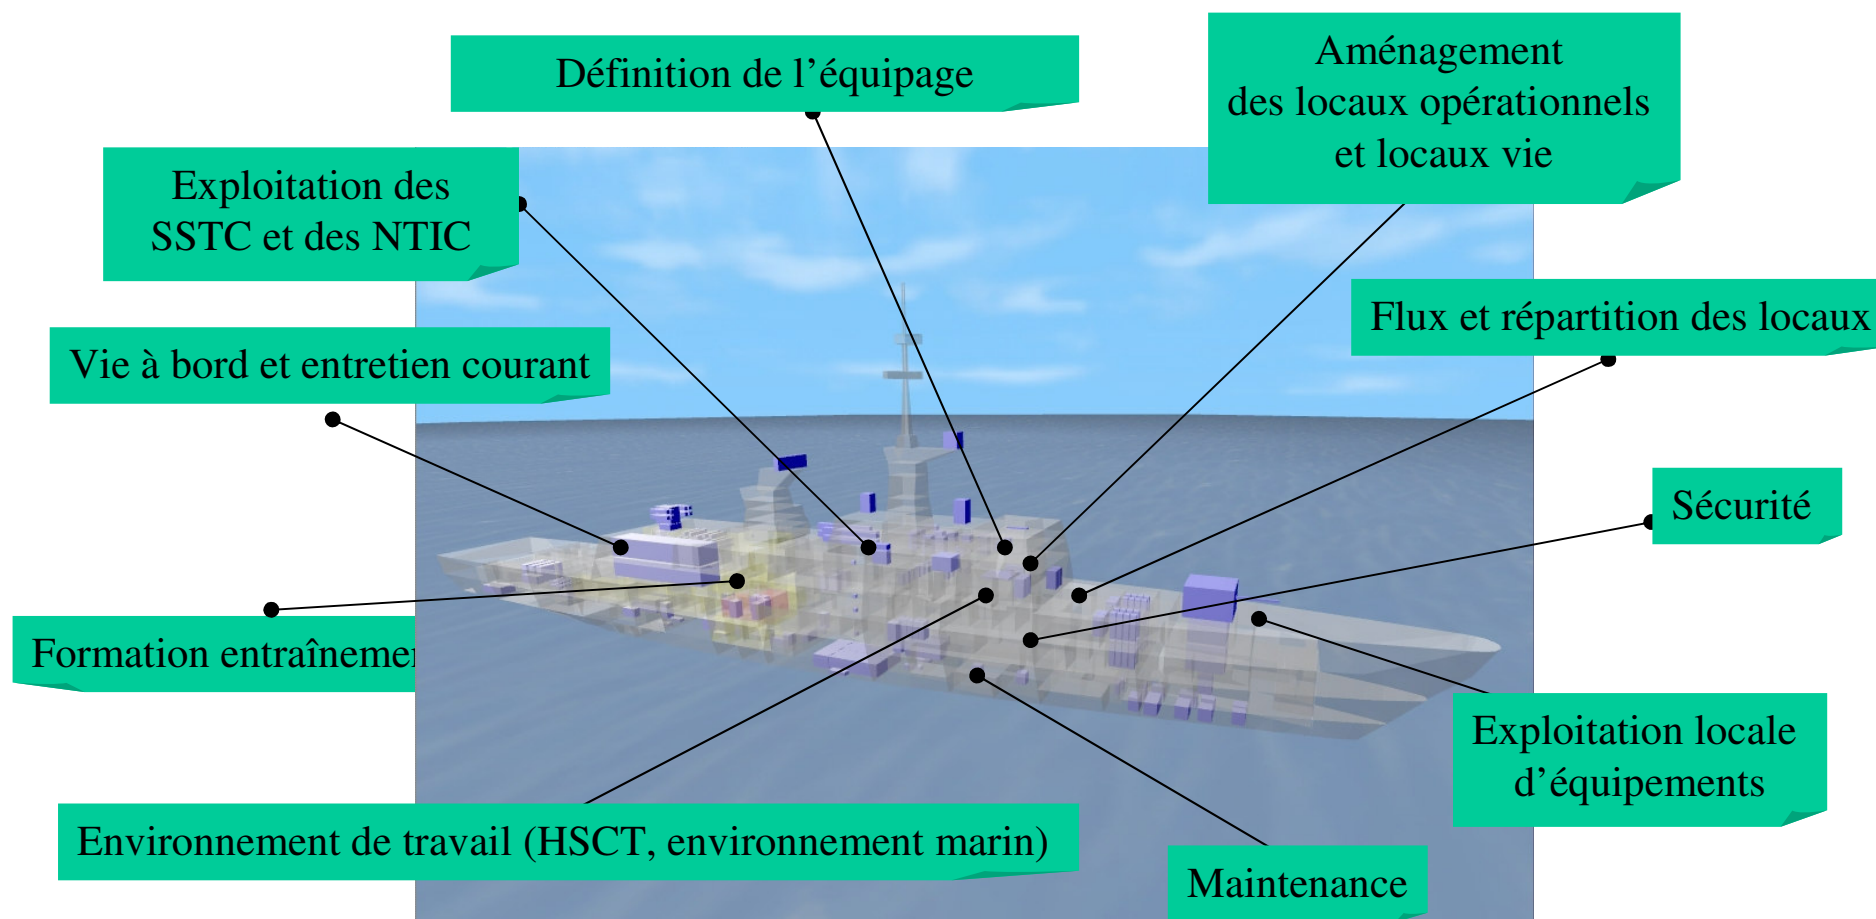 Définition de l’équipage
Aménagement
des locaux opérationnels
et locaux vie
Exploitation des
SSTC et des NTIC
Flux et répartition des locaux
Vie à bord et entretien courant
Sécurité
Formation
Exploitation locale
d’équipements
Environnement de travail (HSCT, environnement marin)
Maintenance